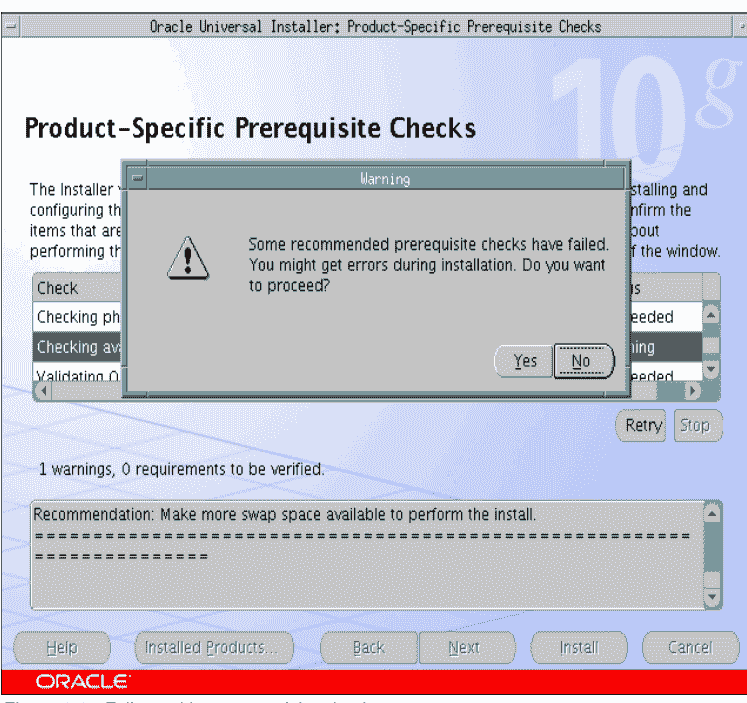 Oracle Universal Installer: Product-Specific Prerequisite Checks
10g
Product-Specific Prerequisite Checks
The Installer
stalling and
configuring th
nfirm the
items that are
bout
performing th
f the window.
Warning
Some recommended prerequisite checks have failed.
You might get errors during installation. Do you want
to proceed?
Yes
No
Check
us
Checking ph
eeded
Checking av
ning
Validating O
eeded
Retry
Stop
1 warnings, 0 requirements to be verified.
Recommendation: Make more swap space available to perform the install.
========================================================
===============
Help
Installed Products...
Back
Next
Install
Cancel
ORACLE